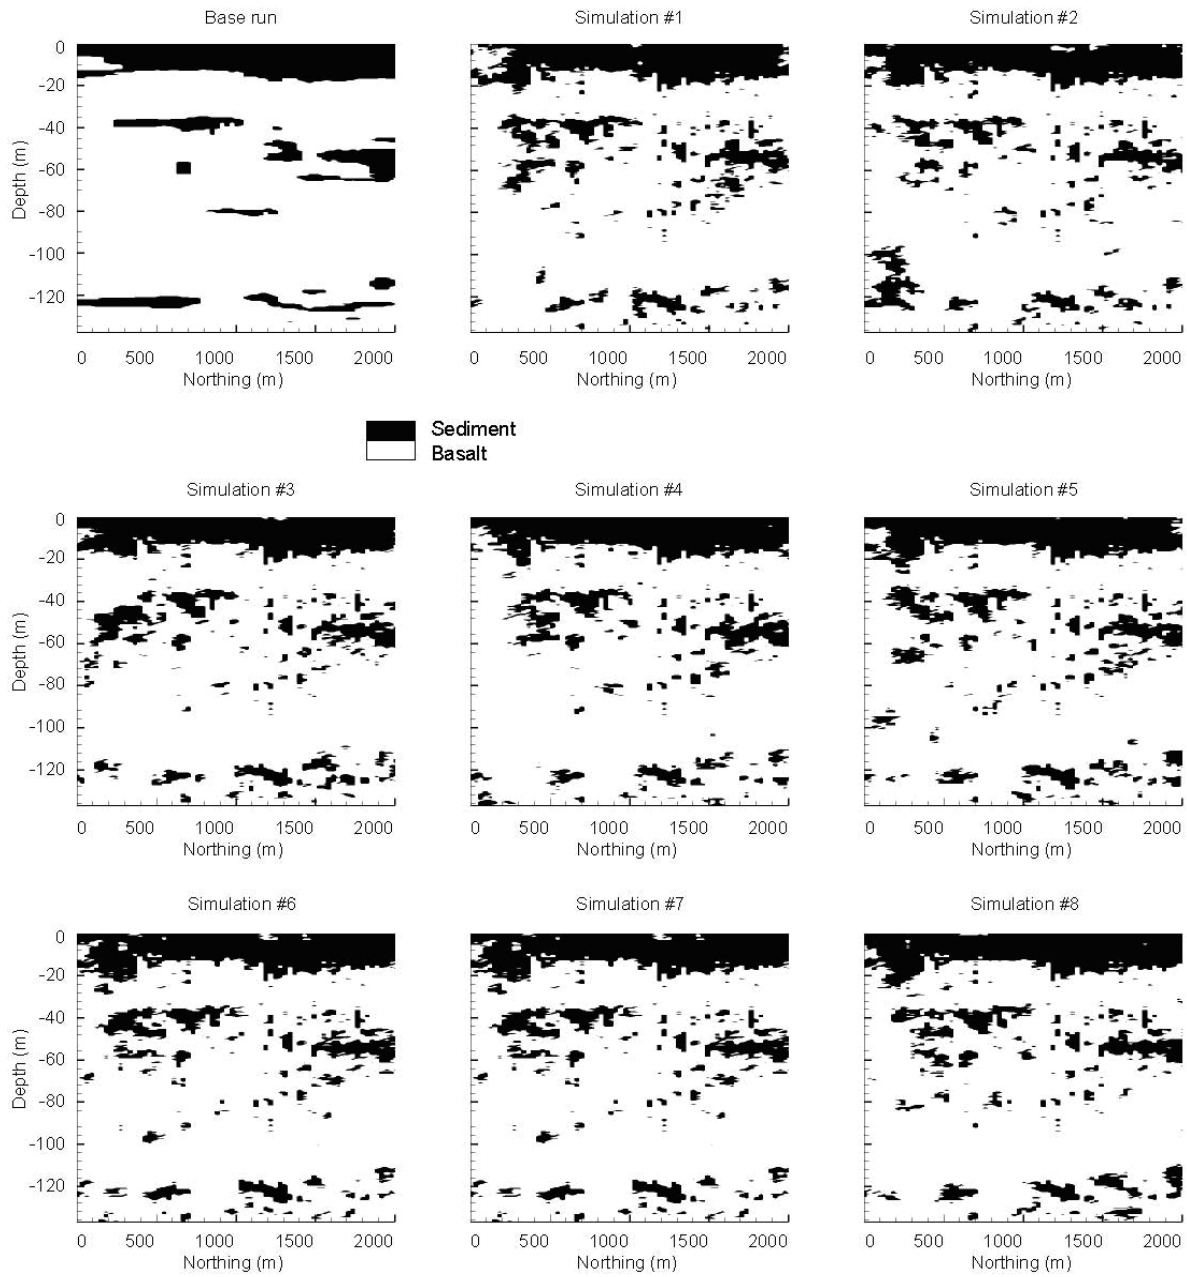 Base run
Simulation #1
Simulation #2
0
-20
-40
-60
-80
-100
-120
Depth (m)
0 500 1000 1500 2000
Northing (m)
0 500 1000 1500 2000
Northing (m)
0 500 1000 1500 2000
Northing (m)
Sediment
Basalt
Simulation #3
Simulation #4
Simulation #5
0
-20
-40
-60
-80
-100
-120
Depth (m)
0 500 1000 1500 2000
Northing (m)
0 500 1000 1500 2000
Northing (m)
0 500 1000 1500 2000
Northing (m)
Simulation #6
Simulation #7
Simulation #8
0
-20
-40
-60
-80
-100
-120
Depth (m)
0 500 1000 1500 2000
Northing (m)
0 500 1000 1500 2000
Northing (m)
0 500 1000 1500 2000
Northing (m)